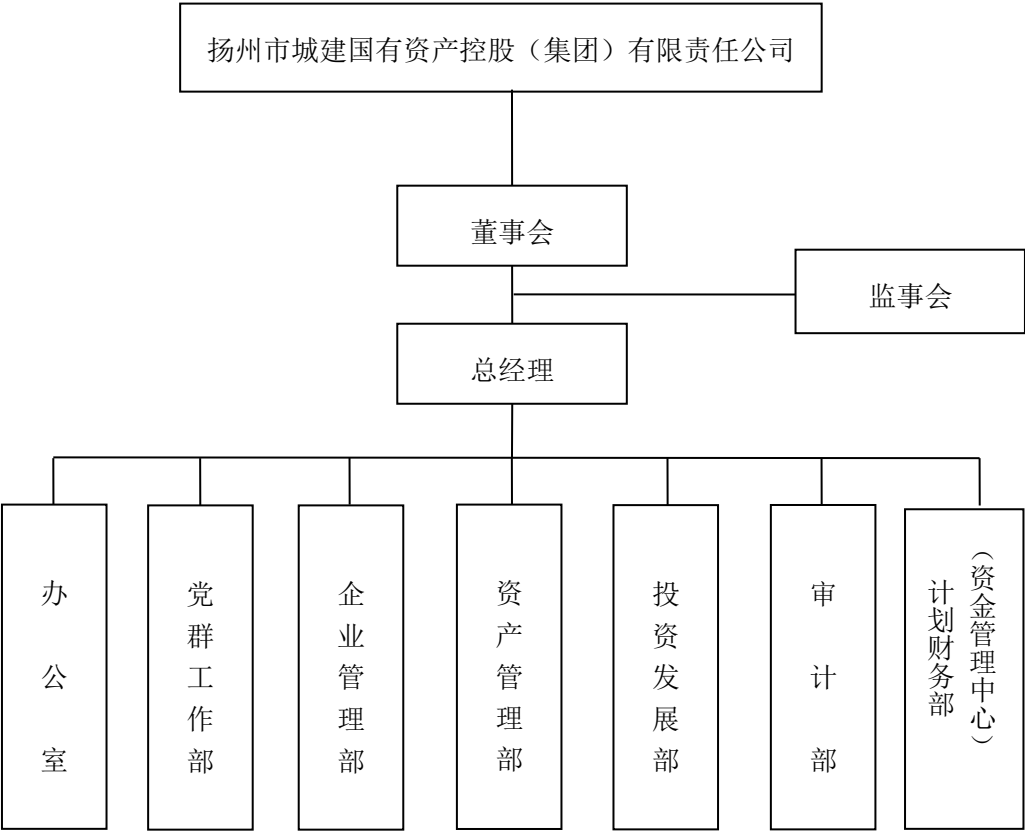 扬州市城建国有资产控股（集团）有限责任公司
董事会
监事会
总经理
办公室
党群工作部
企业管理部
资产管理部
投资发展部
审计部
计划财务部
（资金管理中心）